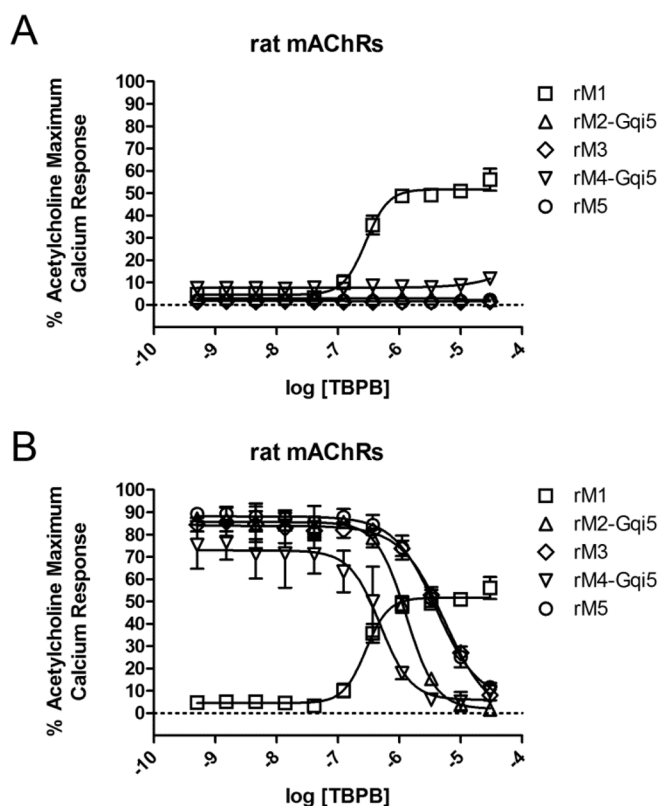 A
rat mAChRs
% Acetylcholine Maximum
Calcium Response
100
90
80
70
60
50
40
30
20
10
0
-10
-9
-8
-7
-6
-5
-4
log [TBPB]
rM1
rM2-Gqi5
rM3
rM4-Gqi5
rM5
B
rat mAChRs
% Acetylcholine Maximum
Calcium Response
100
90
80
70
60
50
40
30
20
10
0
-10
-9
-8
-7
-6
-5
-4
log [TBPB]
rM1
rM2-Gqi5
rM3
rM4-Gqi5
rM5